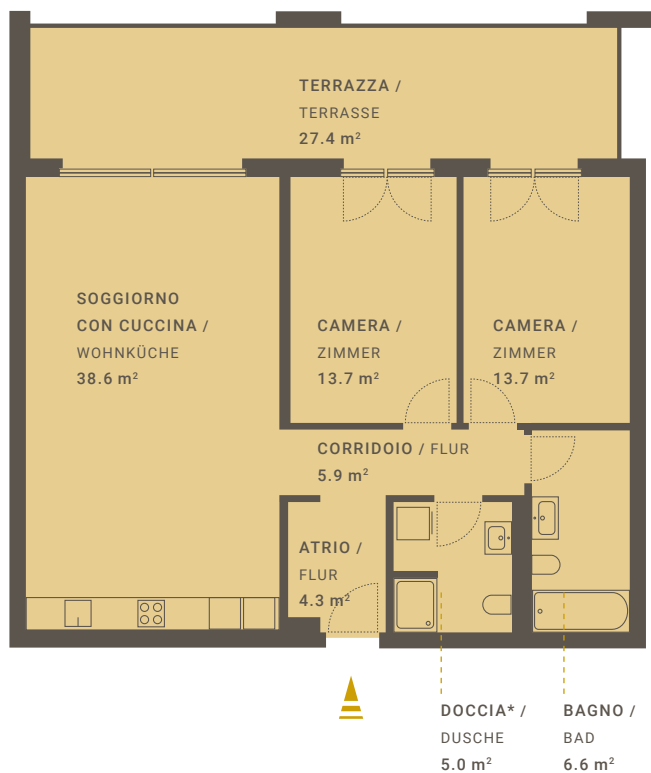 TERRAZZA /
TERRASSE
27.4 m²
SOGGIORNO
CON CUCCINA /
WOHNKÜCHE
38.6 m²
CAMERA /
ZIMMER
13.7 m²
CAMERA /
ZIMMER
13.7 m²
CORRIDOIO / FLUR
5.9 m²
ATRIO /
FLUR
4.3 m²
DOCCIA* /
DUSCHE
5.0 m²
BAGNO /
BAD
6.6 m²